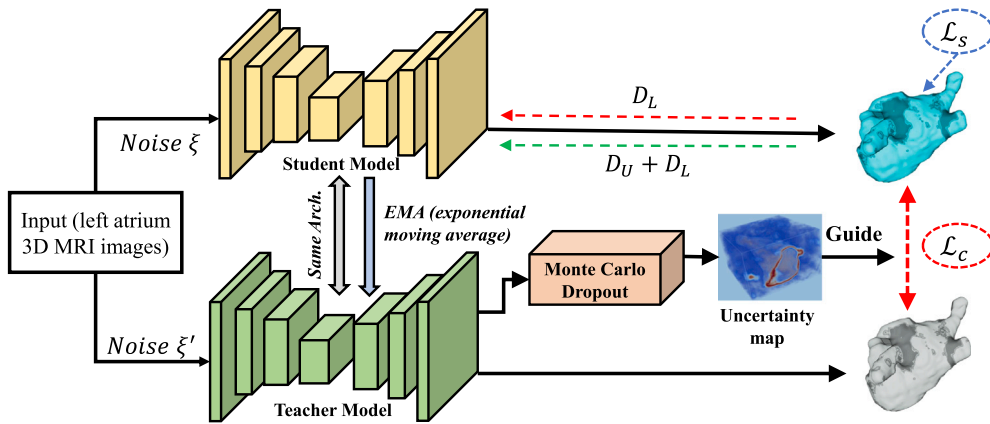 ℒ_S
D_L
Noise ξ
Student Model
D_U + D_L
Input (left atrium
3D MRI images)
Same Arch.
EMA (exponential
moving average)
Monte Carlo
Dropout
Guide
ℒ_c
Uncertainty
map
Noise ξ′
Teacher Model